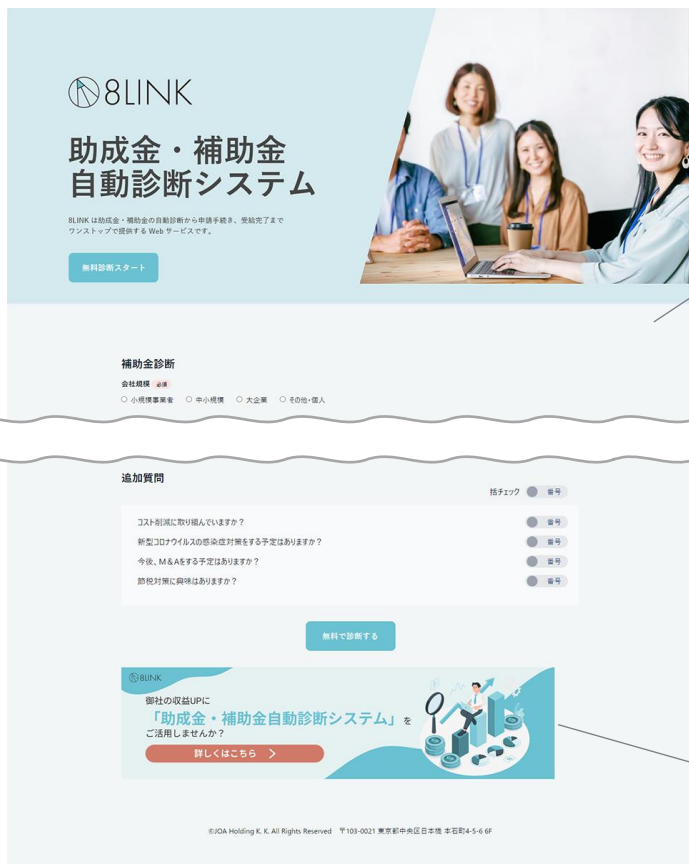 8LINK
助成金・補助金
自動診断システム
8LINK は助成金・補助金の自動診断から申請手続き、受給完了まで
ワンストップで提供する Web サービスです。
無料診断スタート
補助金診断
会社規模 必須
小規模事業者 中小規模 大企業 その他・個人
追加質問
括チェック 番号
コスト削減に取り組んでいますか？ 番号
新型コロナウイルスの感染症対策をする予定はありますか？ 番号
今後、M&Aをする予定はありますか？ 番号
節税対策に興味はありますか？ 番号
無料で診断する
8LINK
御社の収益UPに
「助成金・補助金自動診断システム」を
ご活用しませんか？
詳しくはこちら
©JOA Holding K. K. All Rights Reserved 〒103-0021 東京都中央区日本橋 本石町4-5-6 6F